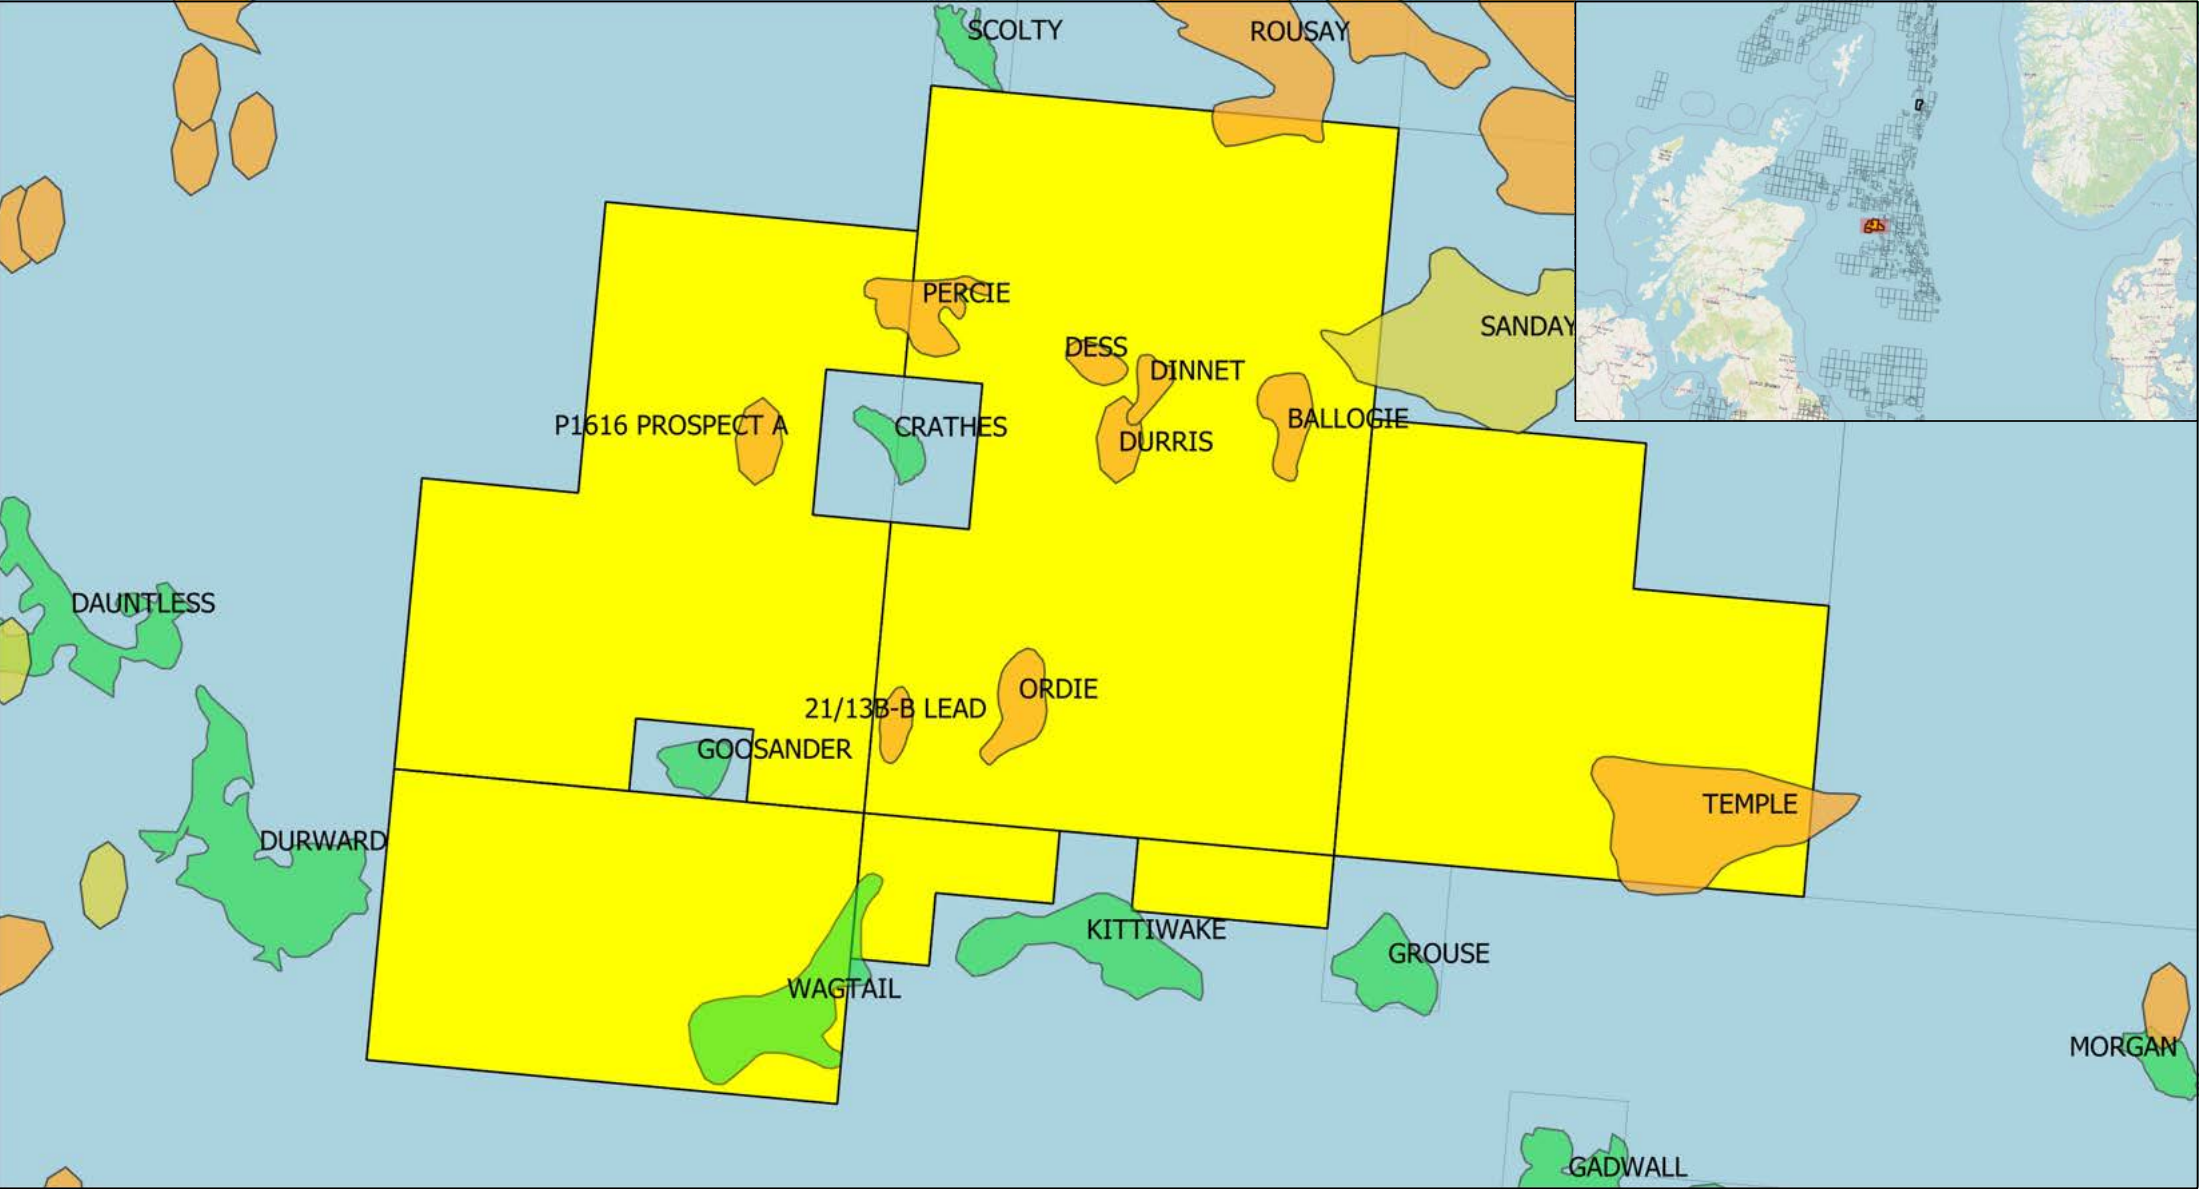 SCOLTY
ROUSAY
PERCIE
SANDAY
DESS
DINNET
P1616 PROSPECT A
CRATHES
BALLOGIE
DURRIS
DAUNTLESS
ORDIE
21/13B-B LEAD
GOOSANDER
TEMPLE
DURWARD
KITTIWAKE
GROUSE
WAGTAIL
MORGAN
GADWALL